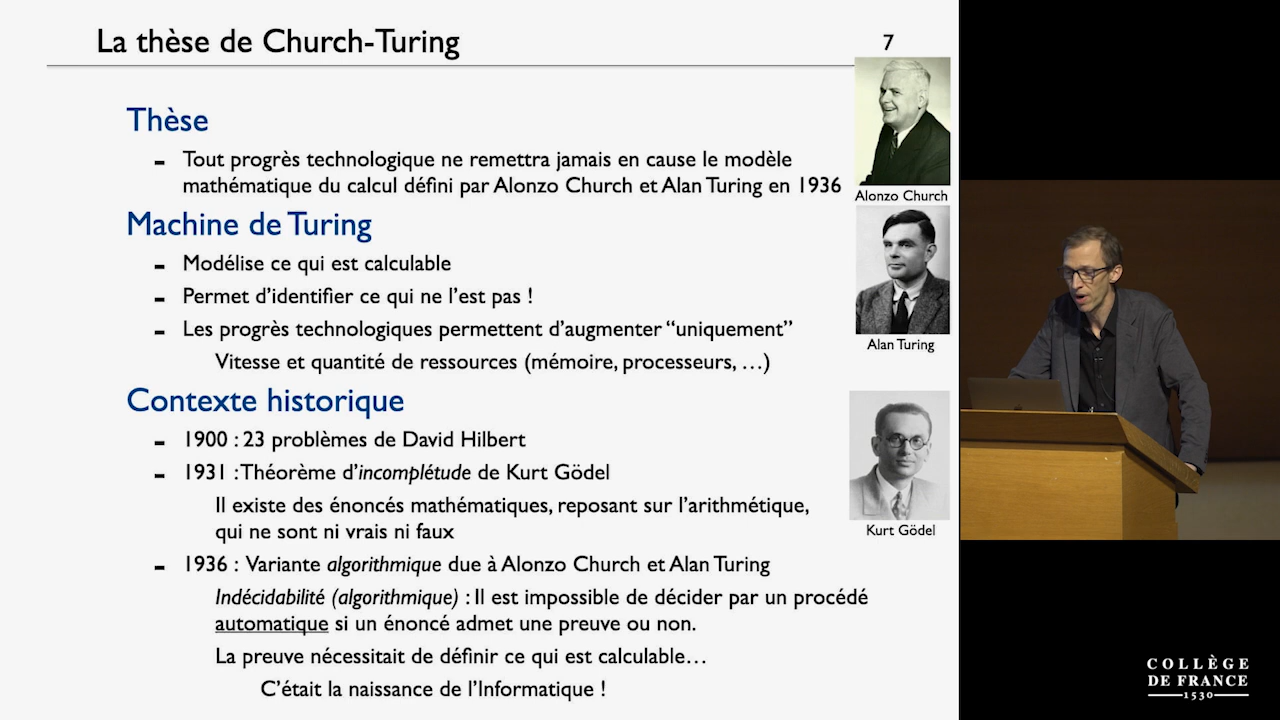 La thèse de Church-Turing
7
Thèse
- Tout progrès technologique ne remettra jamais en cause le modèle
mathématique du calcul défini par Alonzo Church et Alan Turing en 1936
Alonzo Church
Machine de Turing
- Modélise ce qui est calculable
- Permet d'identifier ce qui ne l'est pas !
- Les progrès technologiques permettent d'augmenter “uniquement”
Vitesse et quantité de ressources (mémoire, processeurs, …)
Alan Turing
Contexte historique
- 1900 : 23 problèmes de David Hilbert
- 1931 : Théorème d'incomplétude de Kurt Gödel
Il existe des énoncés mathématiques, reposant sur l'arithmétique,
qui ne sont ni vrais ni faux
Kurt Gödel
- 1936 : Variante algorithmique due à Alonzo Church et Alan Turing
Indécidabilité (algorithmique) : Il est impossible de décider par un procédé
automatique si un énoncé admet une preuve ou non.
La preuve nécessitait de définir ce qui est calculable…
C'était la naissance de l'Informatique !
COLLÈGE
DE FRANCE
1530